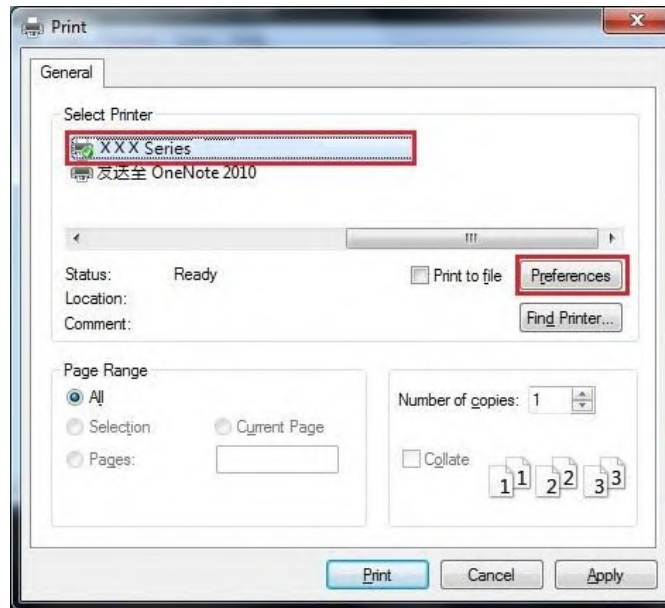 Print
General
Select Printer
X X X Series
发送至 OneNote 2010
Status: Ready
Print to file
Preferences
Location:
Comment:
Find Printer...
Page Range
All
Selection
Current Page
Pages:
Number of copies: 1
Collate
1 1 2 2 3 3
Print
Cancel
Apply